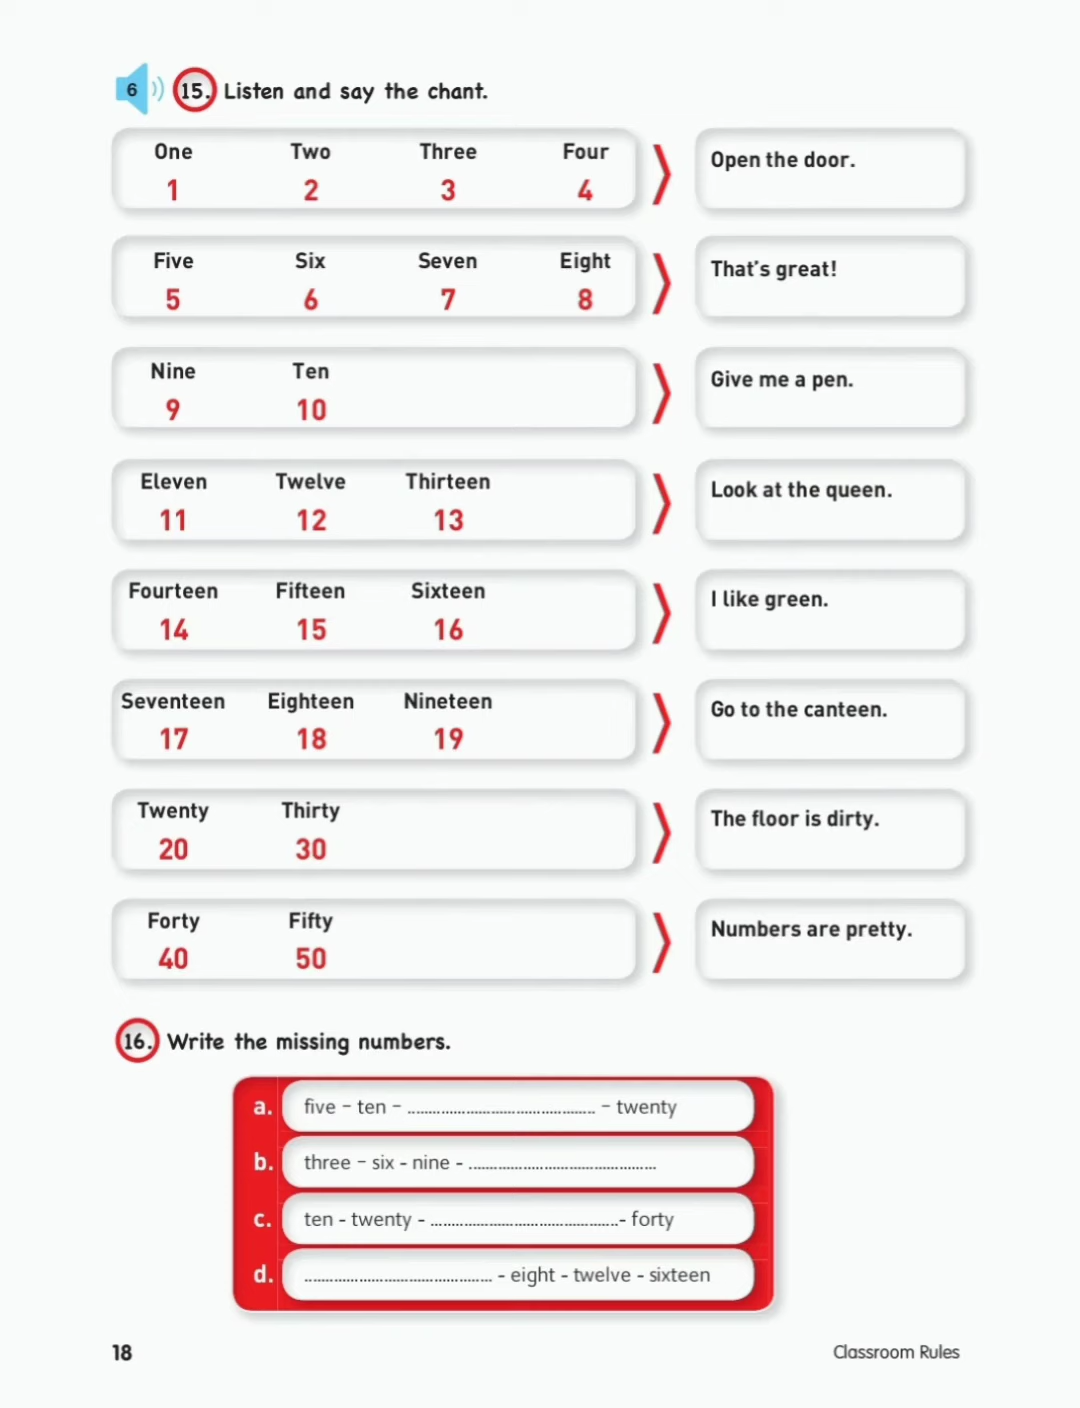 6 15. Listen and say the chant.
One Two Three Four
1 2 3 4
Open the door.
Five Six Seven Eight
5 6 7 8
That's great!
Nine Ten
9 10
Give me a pen.
Eleven Twelve Thirteen
11 12 13
Look at the queen.
Fourteen Fifteen Sixteen
14 15 16
I like green.
Seventeen Eighteen Nineteen
17 18 19
Go to the canteen.
Twenty Thirty
20 30
The floor is dirty.
Forty Fifty
40 50
Numbers are pretty.
16. Write the missing numbers.
a. five – ten – ............................................. – twenty
b. three – six - nine - .............................................
c. ten - twenty - .............................................- forty
d. ............................................. - eight - twelve - sixteen
18 Classroom Rules